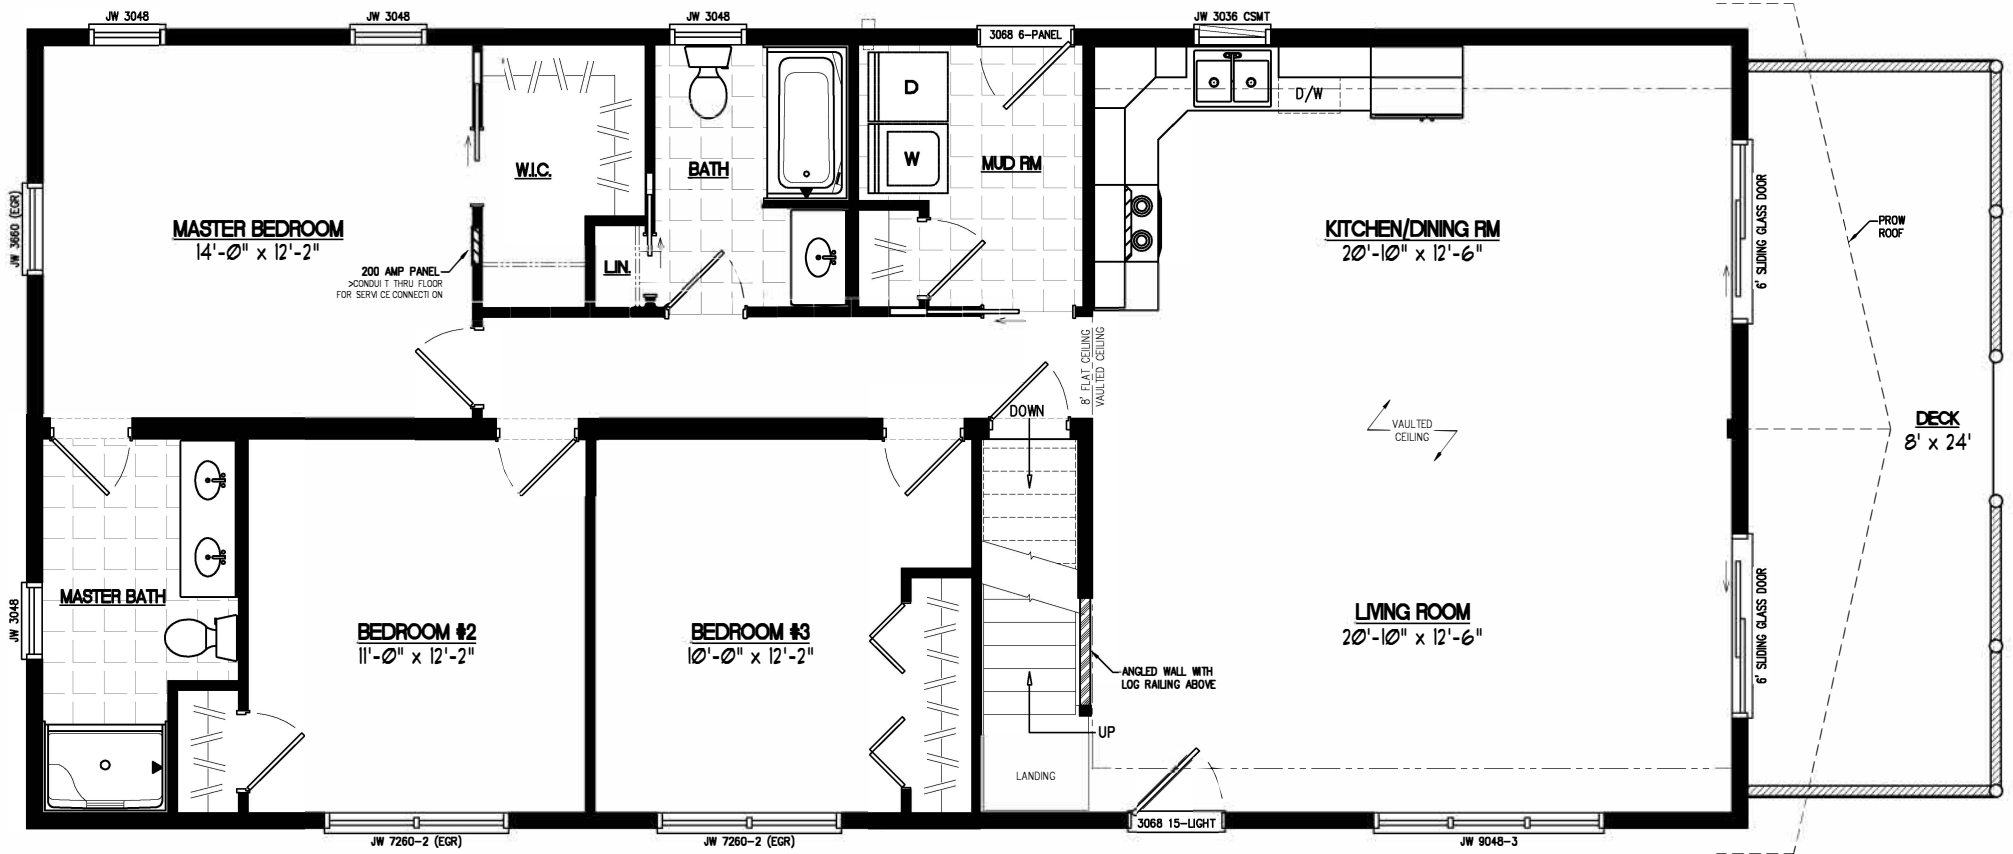 JW 3048
JW 3048
JW 3048
3068 6-PANEL
JW 3036 CSMT
D
W
D/W
W.I.C.
BATH
MUD RM
JW 3660 (EGR)
MASTER BEDROOM
14'-0" x 12'-2"
200 AMP PANEL
>CONDUIT THRU FLOOR
FOR SERVICE CONNECTION
LIN.
KITCHEN/DINING RM
20'-10" x 12'-6"
6' SLIDING GLASS DOOR
PROW
ROOF
8' FLAT CEILING
VAULTED CEILING
DOWN
VAULTED
CEILING
DECK
8' x 24'
JW 3048
MASTER BATH
BEDROOM #2
11'-0" x 12'-2"
BEDROOM #3
10'-0" x 12'-2"
LIVING ROOM
20'-10" x 12'-6"
6' SLIDING GLASS DOOR
ANGLED WALL WITH
LOG RAILING ABOVE
UP
LANDING
JW 7260-2 (EGR)
JW 7260-2 (EGR)
3068 15-LIGHT
JW 9048-3